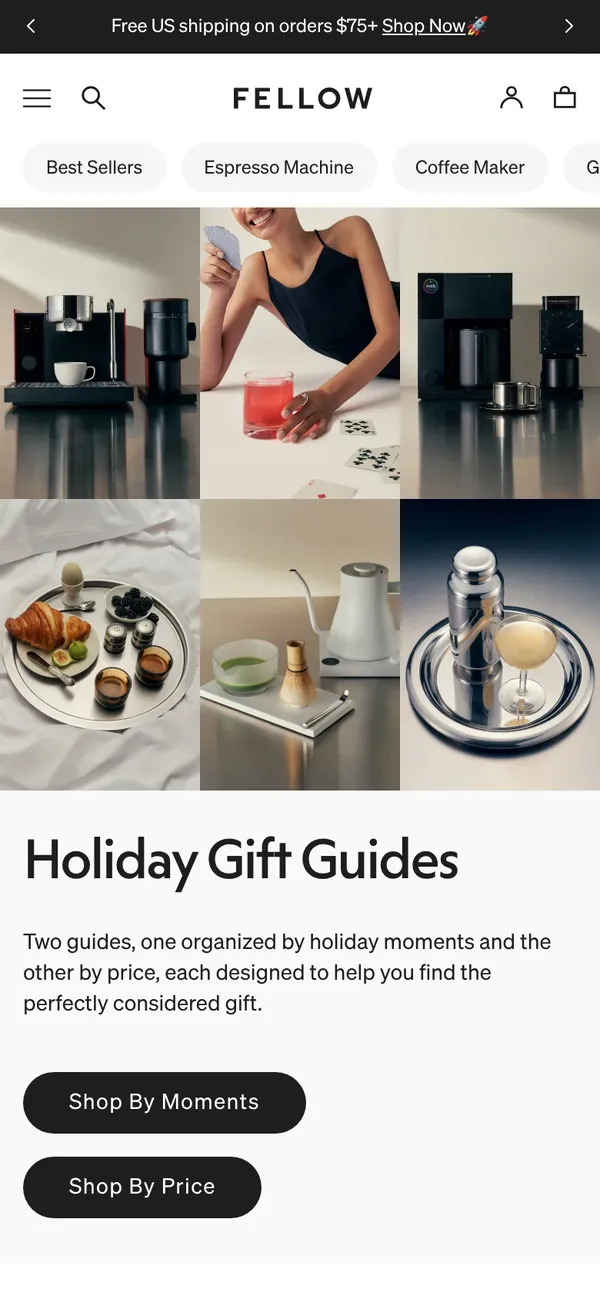 Free US shipping on orders $75+ Shop Now🚀
FELLOW
Best Sellers
Espresso Machine
Coffee Maker
G
Holiday Gift Guides
Two guides, one organized by holiday moments and the
other by price, each designed to help you find the
perfectly considered gift.
Shop By Moments
Shop By Price